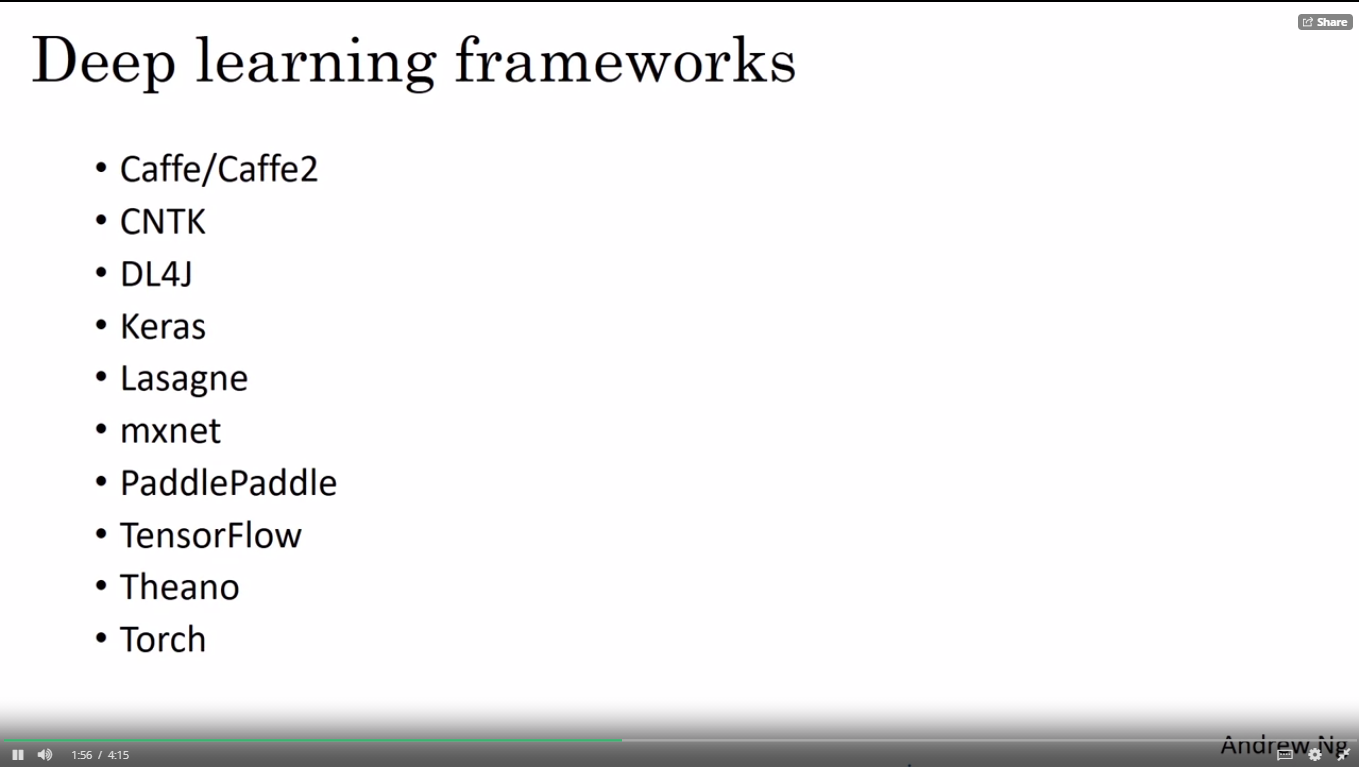 Share
Deep learning frameworks
• Caffe/Caffe2
• CNTK
• DL4J
• Keras
• Lasagne
• mxnet
• PaddlePaddle
• TensorFlow
• Theano
• Torch
Andrew Ng
1:56 / 4:15